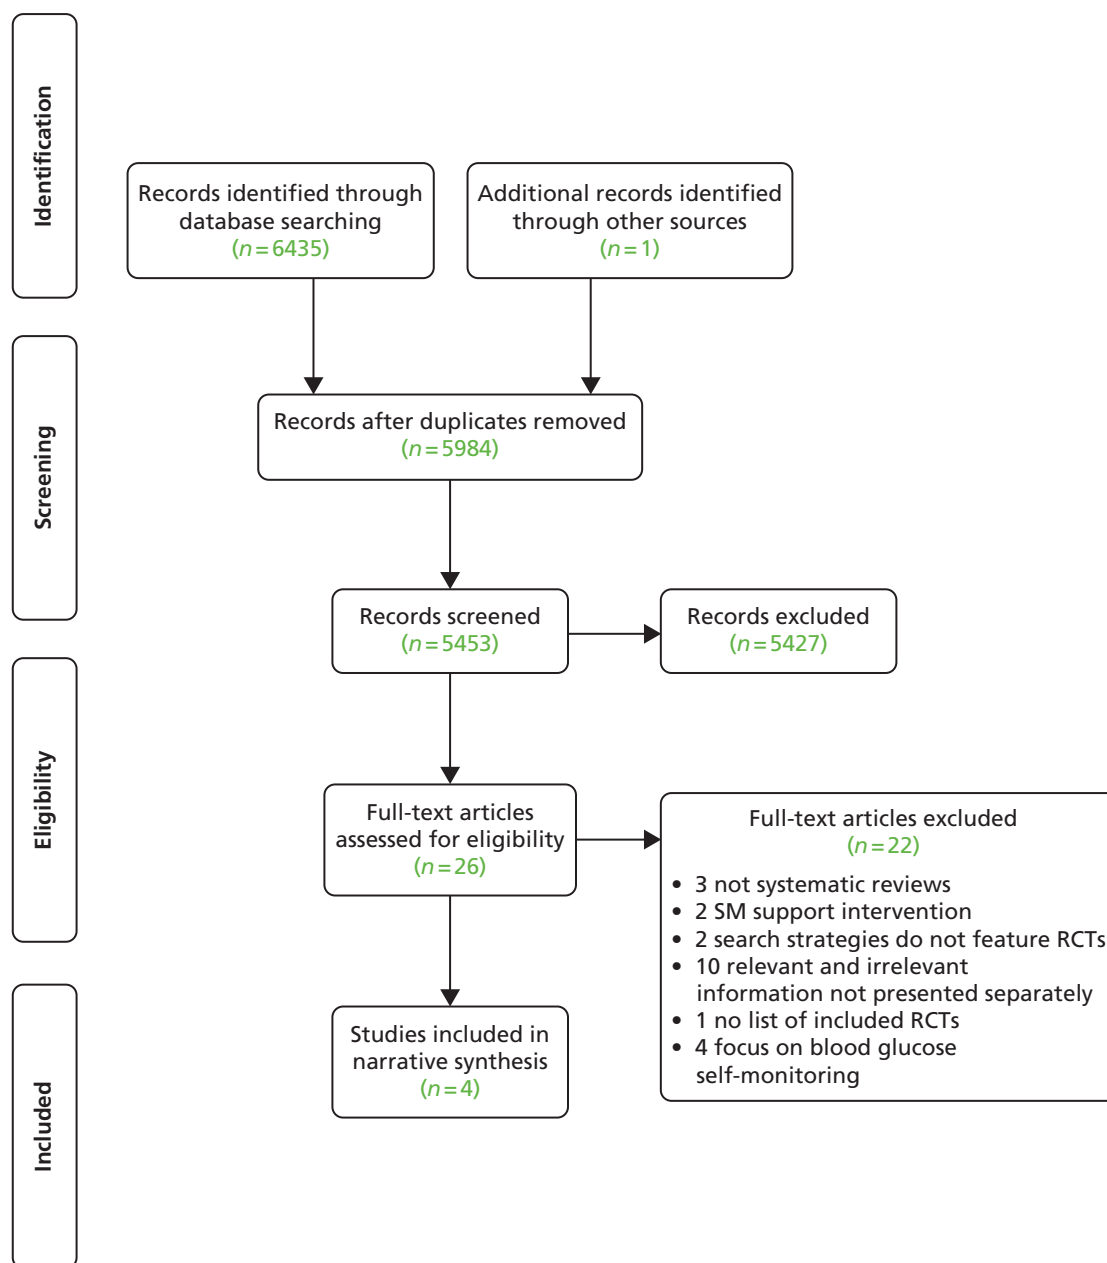 Identification
Records identified through
database searching
(n=6435)
Additional records identified
through other sources
(n=1)
Screening
Records after duplicates removed
(n=5984)
Records screened
(n=5453)
Records excluded
(n=5427)
Eligibility
Full-text articles
assessed for eligibility
(n=26)
Full-text articles excluded
(n=22)
• 3 not systematic reviews
• 2 SM support intervention
• 2 search strategies do not feature RCTs
• 10 relevant and irrelevant
information not presented separately
• 1 no list of included RCTs
• 4 focus on blood glucose
self-monitoring
Included
Studies included in
narrative synthesis
(n=4)